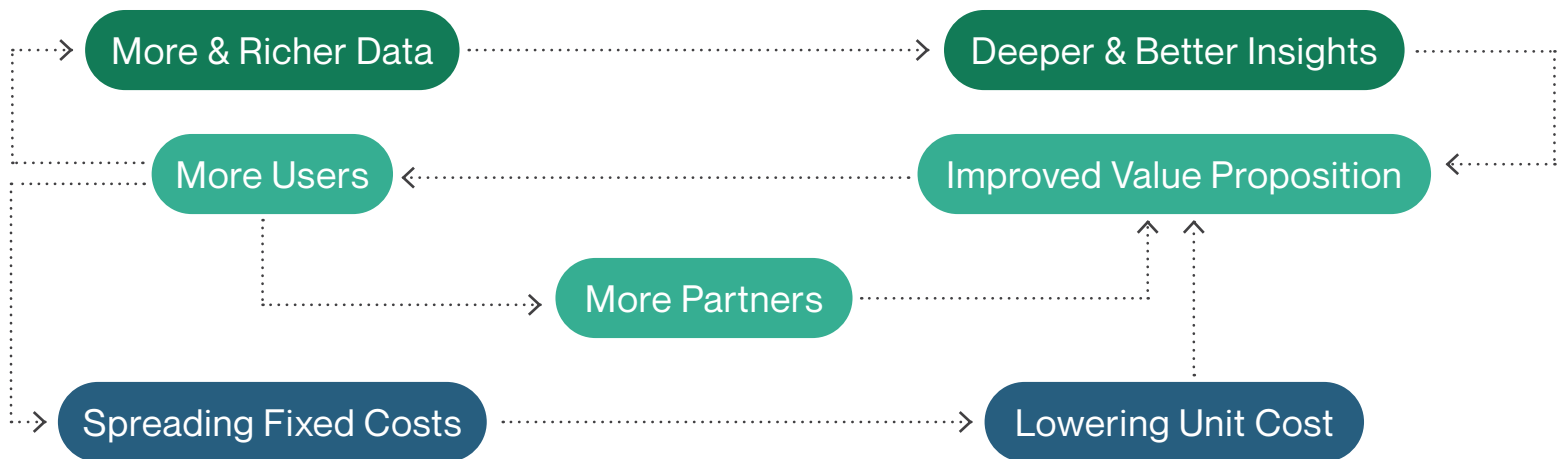 More & Richer Data
Deeper & Better Insights
More Users
Improved Value Proposition
More Partners
Spreading Fixed Costs
Lowering Unit Cost